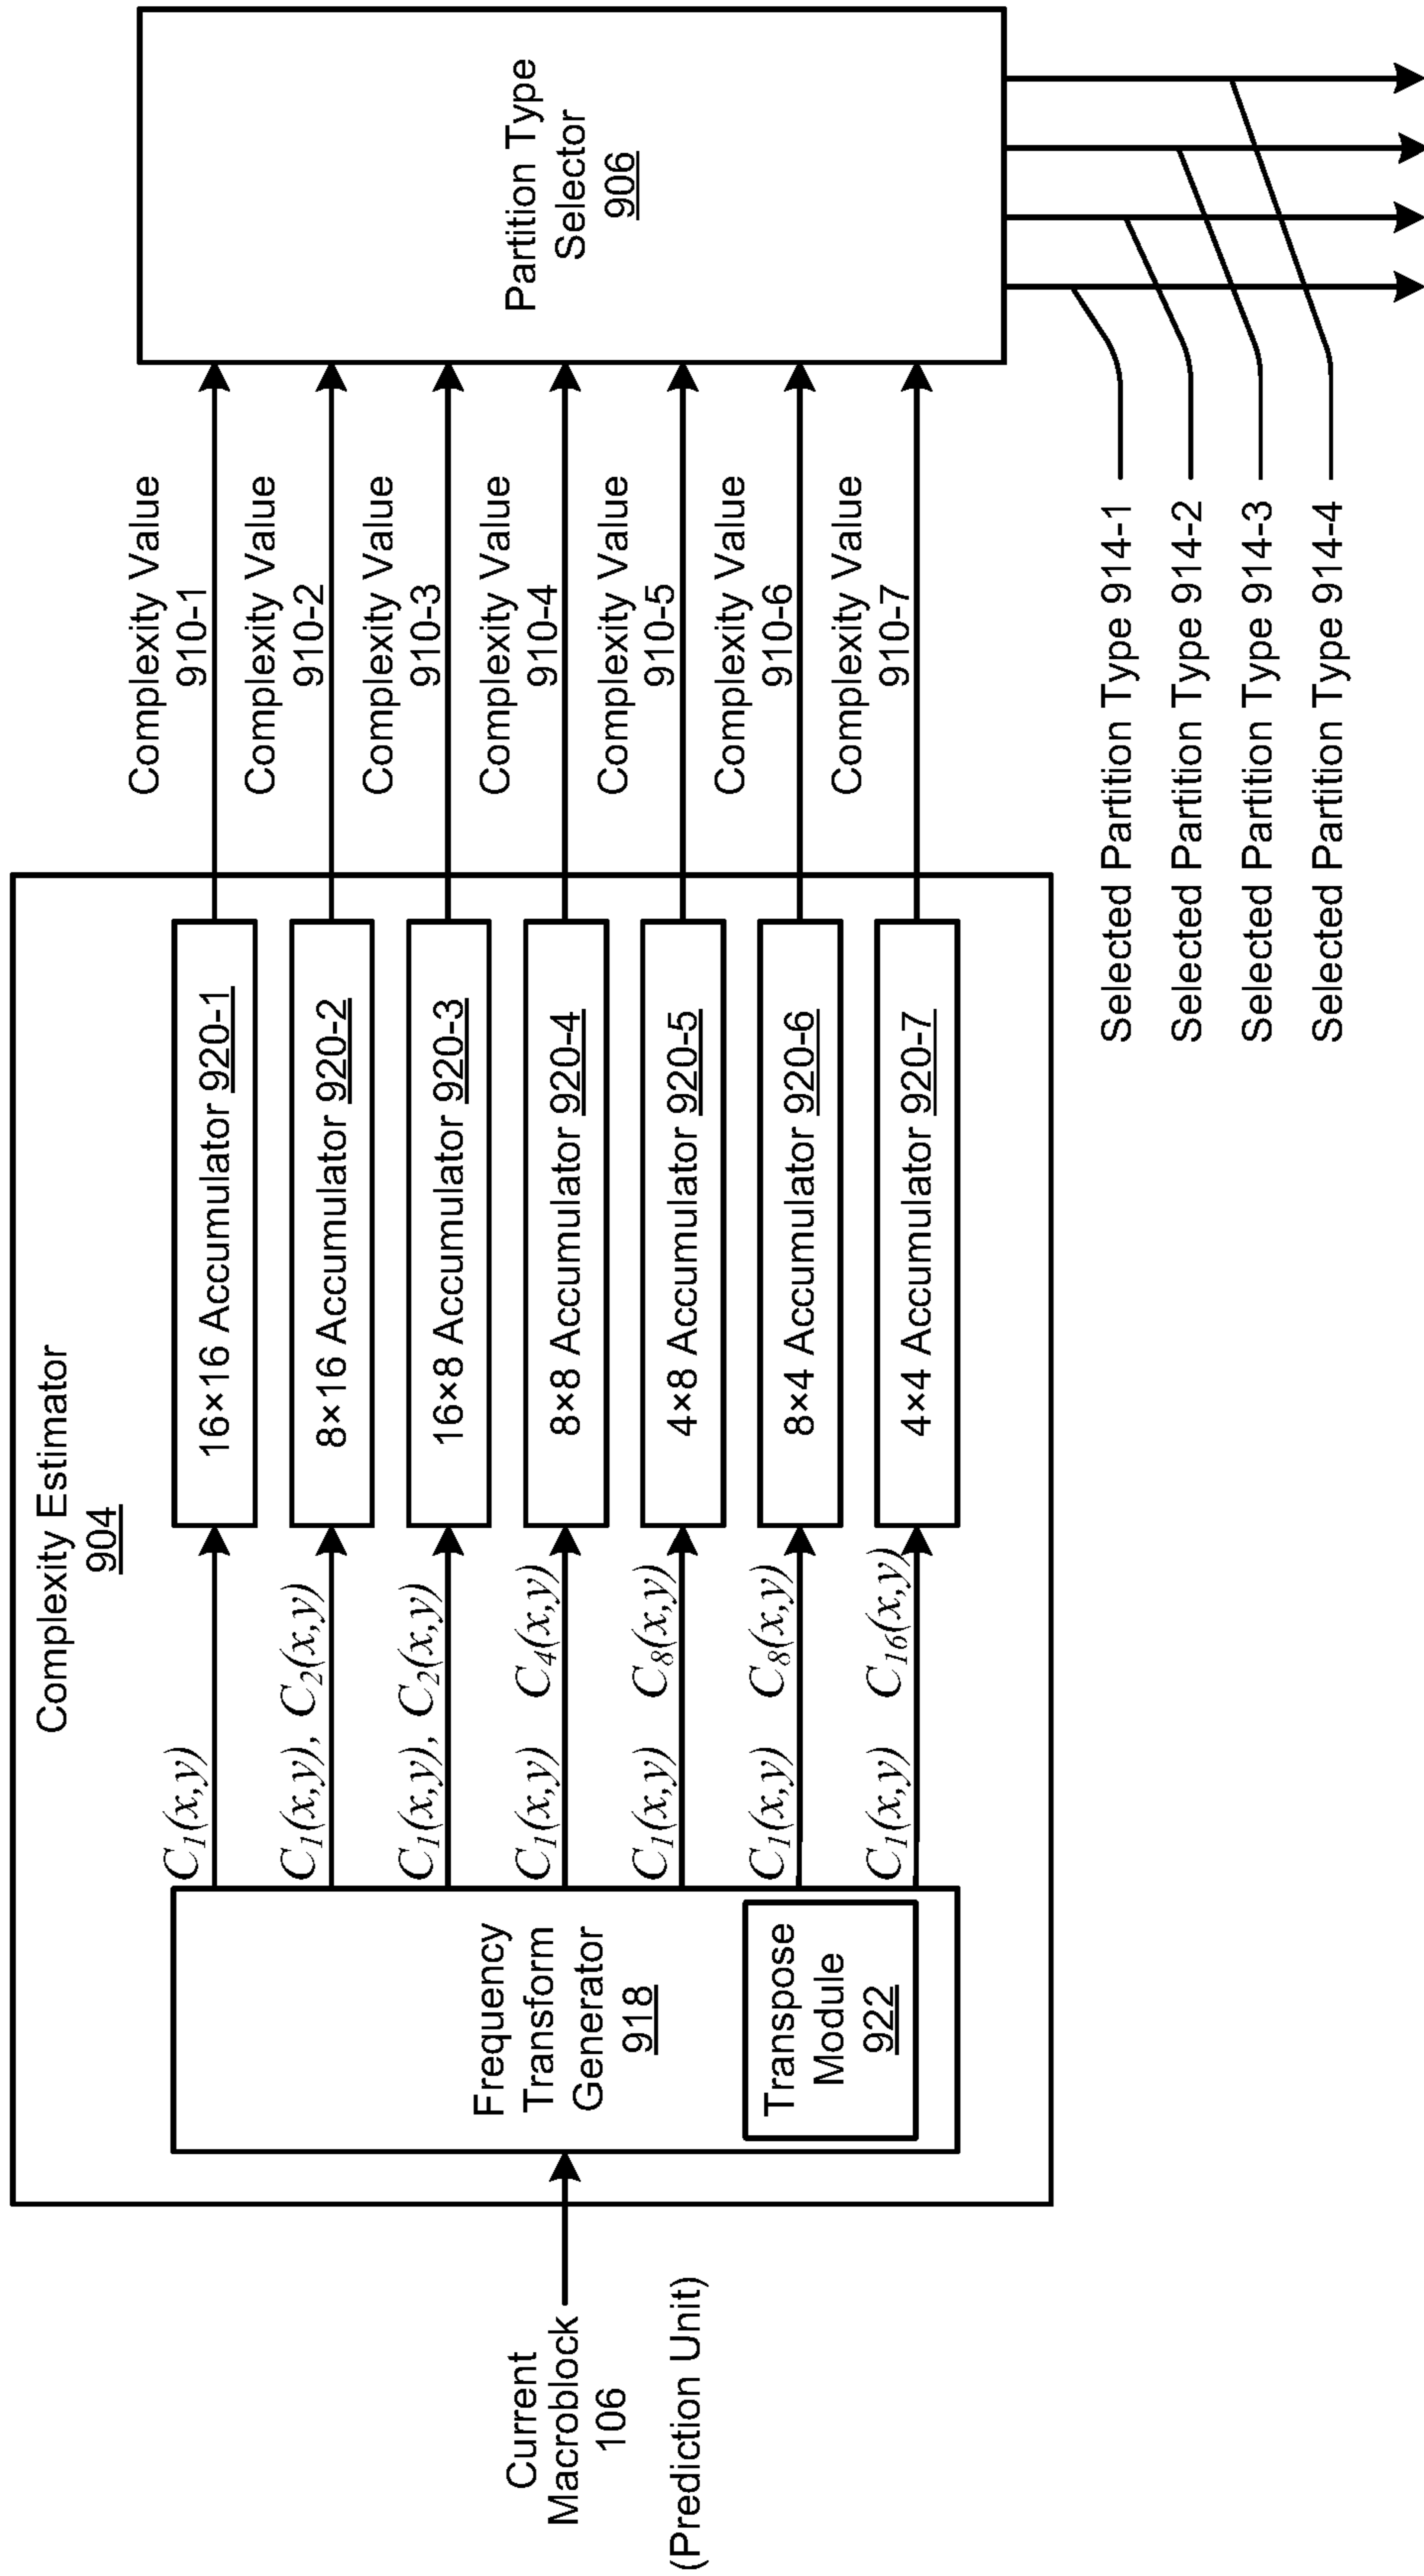 Complexity Estimator
904
Current
Macroblock
106
(Prediction Unit)
Frequency
Transform
Generator
918
Transpose
Module
922
C1(x,y)
C1(x,y), C2(x,y)
C1(x,y), C2(x,y)
C1(x,y) C4(x,y)
C1(x,y) C8(x,y)
C1(x,y) C8(x,y)
C1(x,y) C16(x,y)
16×16 Accumulator 920-1
8×16 Accumulator 920-2
16×8 Accumulator 920-3
8×8 Accumulator 920-4
4×8 Accumulator 920-5
8×4 Accumulator 920-6
4×4 Accumulator 920-7
Complexity Value
910-1
Complexity Value
910-2
Complexity Value
910-3
Complexity Value
910-4
Complexity Value
910-5
Complexity Value
910-6
Complexity Value
910-7
Partition Type
Selector
906
Selected Partition Type 914-1
Selected Partition Type 914-2
Selected Partition Type 914-3
Selected Partition Type 914-4